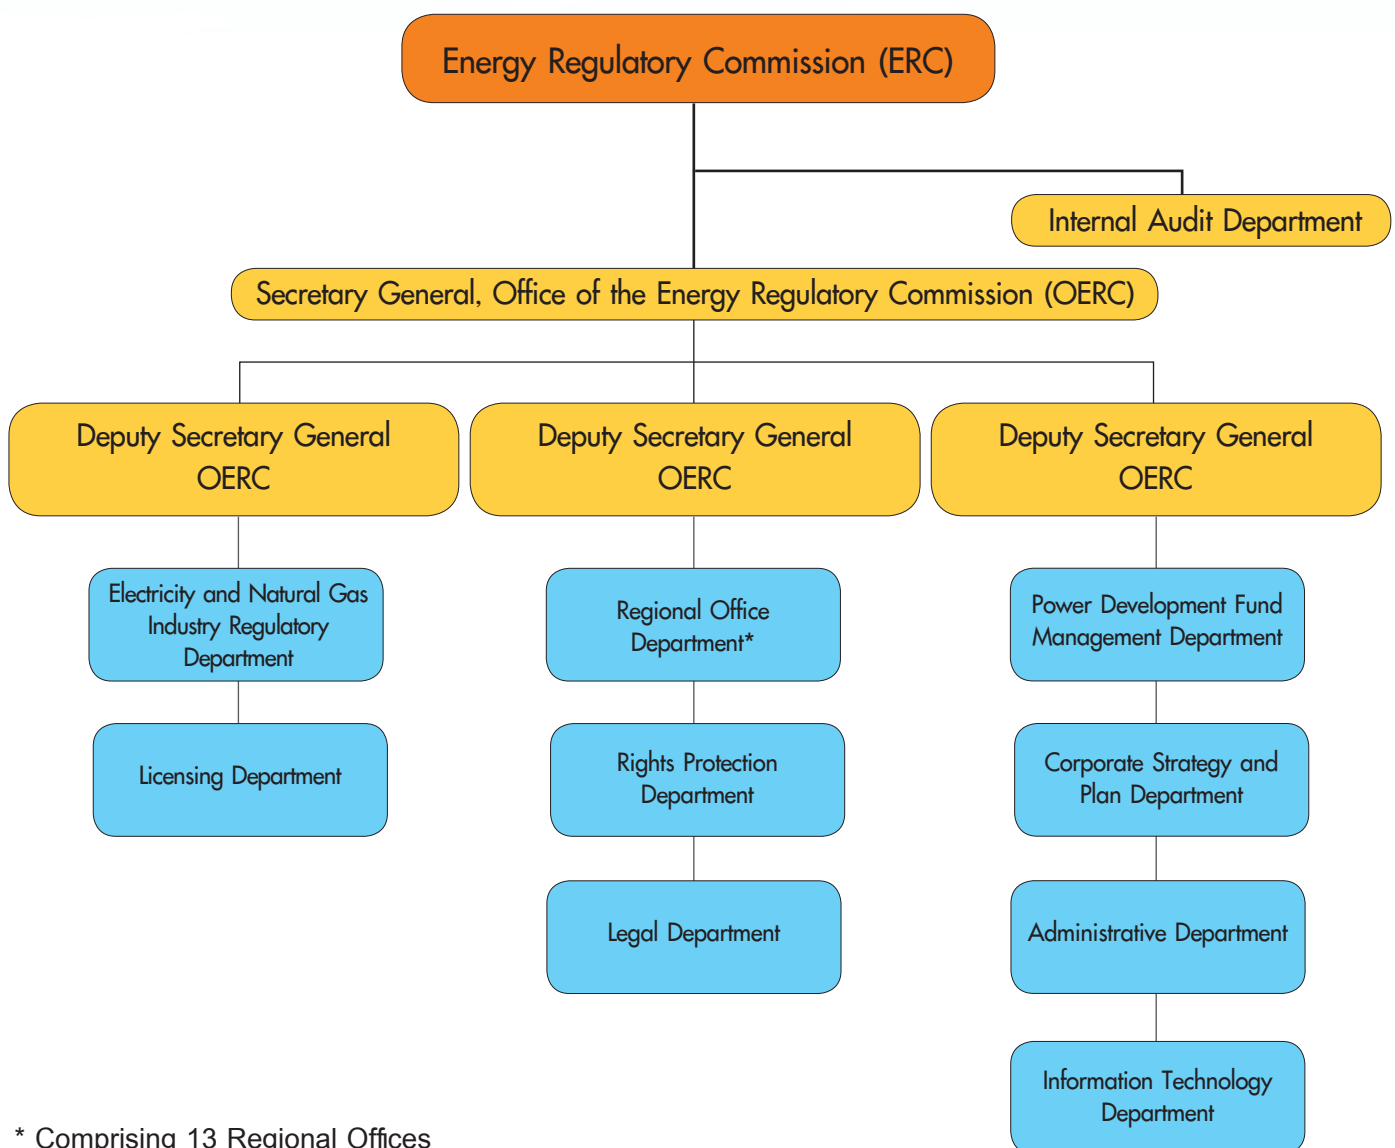 Energy Regulatory Commission (ERC)
Internal Audit Department
Secretary General, Office of the Energy Regulatory Commission (OERC)
Deputy Secretary General
OERC
Deputy Secretary General
OERC
Deputy Secretary General
OERC
Electricity and Natural Gas
Industry Regulatory
Department
Regional Office
Department*
Power Development Fund
Management Department
Licensing Department
Rights Protection
Department
Corporate Strategy and
Plan Department
Legal Department
Administrative Department
Information Technology
Department
* Comprising 13 Regional Offices